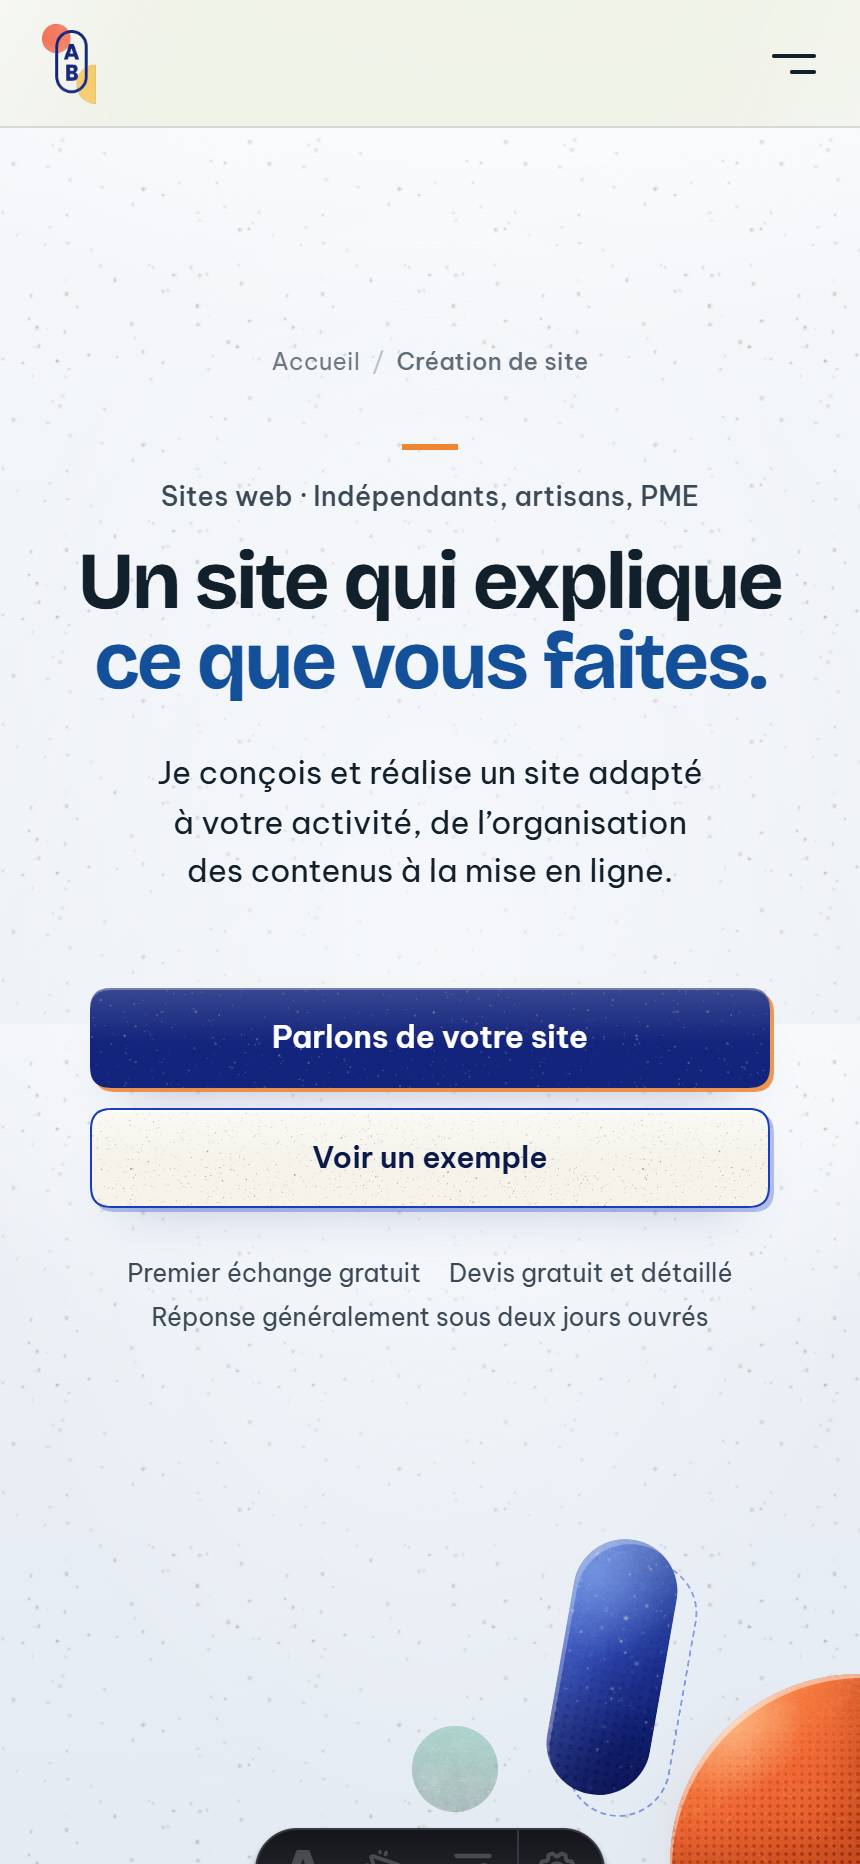 A
B
Accueil / Création de site
Sites web · Indépendants, artisans, PME
Un site qui explique
ce que vous faites.
Je conçois et réalise un site adapté
à votre activité, de l’organisation
des contenus à la mise en ligne.
Parlons de votre site
Voir un exemple
Premier échange gratuit Devis gratuit et détaillé
Réponse généralement sous deux jours ouvrés